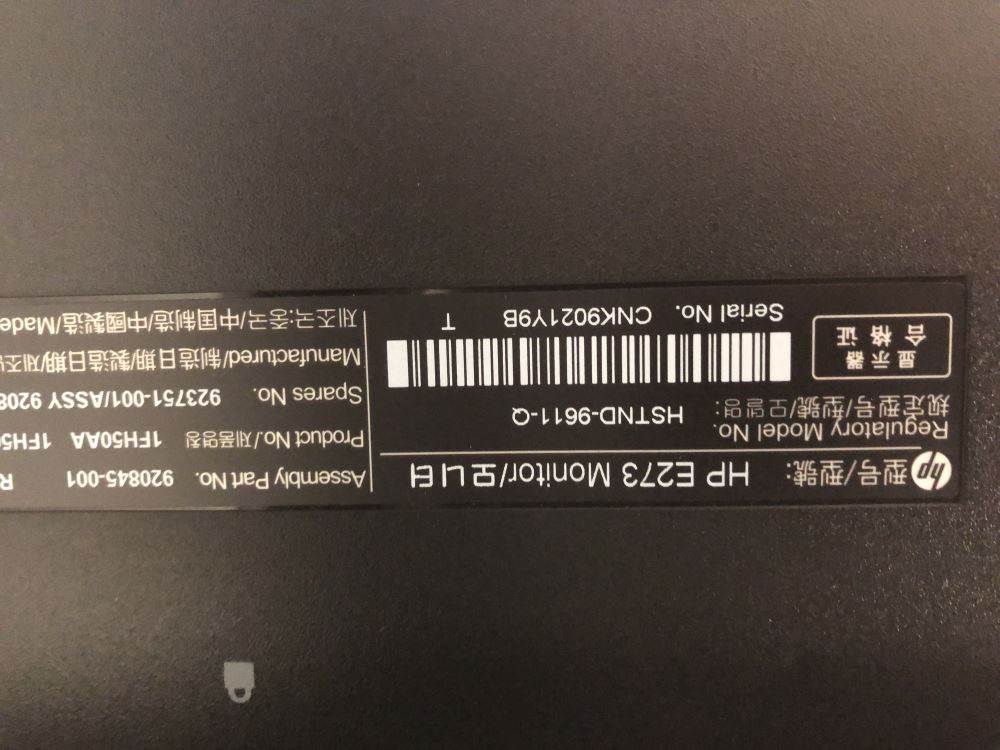 hp 型号/型號: HP E273 Monitor/모니터
Regulatory Model No.
规定型号/型號/모델명: HSTND-9611-Q
显示器
合格证
Serial No. CNK9021Y9B T
Assembly Part No. 920845-001 R
Product No./제품명칭 1FH50AA
Spares No. 923751-001/ASSY 9208
Manufactured/制造日期/製造日期/제조
제조국:중국/中国制造/中國製造/Made